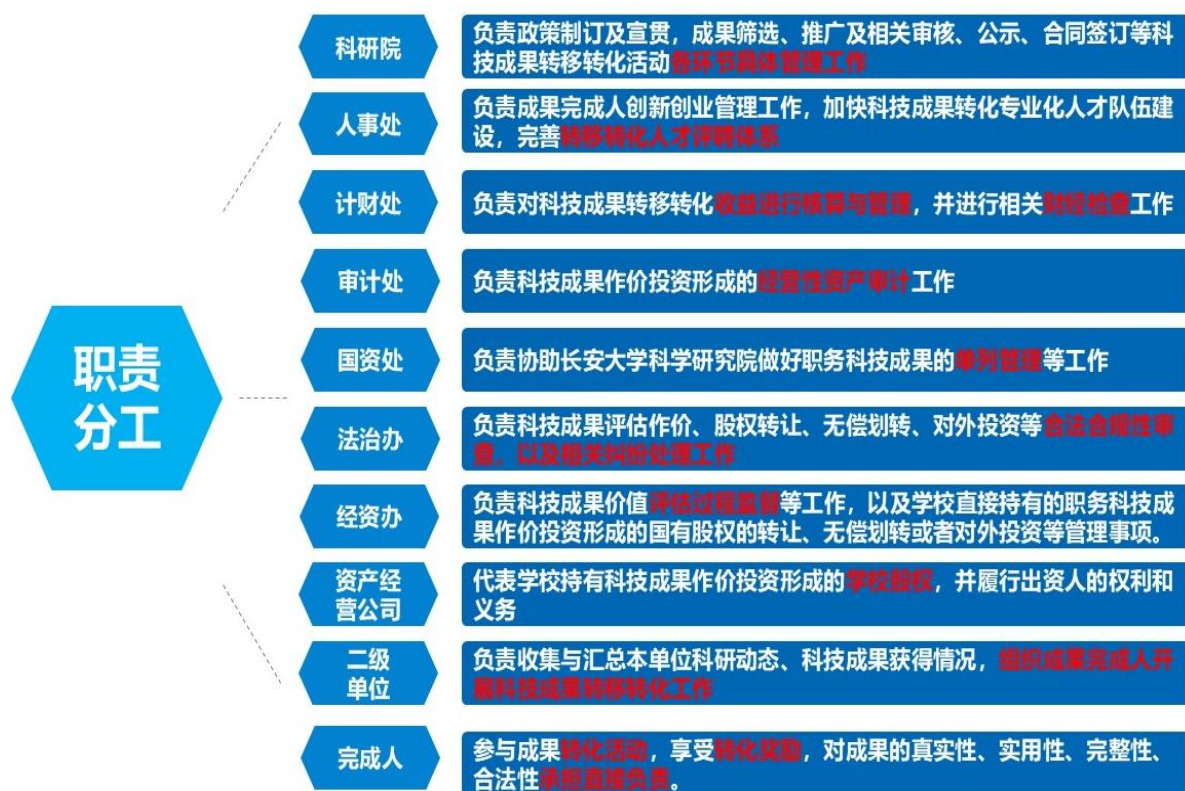 职责
分工
科研院
负责政策制订及宣贯，成果筛选、推广及相关审核、公示、合同签订等科
技成果转移转化活动各环节具体管理工作
人事处
负责成果完成人创新创业管理工作，加快科技成果转化专业化人才队伍建
设，完善转移转化人才评聘体系
计财处
负责对科技成果转移转化收益进行核算与管理，并进行相关财经检查工作
审计处
负责科技成果作价投资形成的经营性资产审计工作
国资处
负责协助长安大学科学研究院做好职务科技成果的单列管理等工作
法治办
负责科技成果评估作价、股权转让、无偿划转、对外投资等合法合规性审
查，以及相关纠纷处理工作
经资办
负责科技成果价值评估过程监督等工作，以及学校直接持有的职务科技成
果作价投资形成的国有股权的转让、无偿划转或者对外投资等管理事项。
资产经
营公司
代表学校持有科技成果作价投资形成的学校股权，并履行出资人的权利和
义务
二级
单位
负责收集与汇总本单位科研动态、科技成果获得情况，组织成果完成人开
展科技成果转移转化工作
完成人
参与成果转化活动，享受转化奖励，对成果的真实性、实用性、完整性、
合法性承担直接负责。